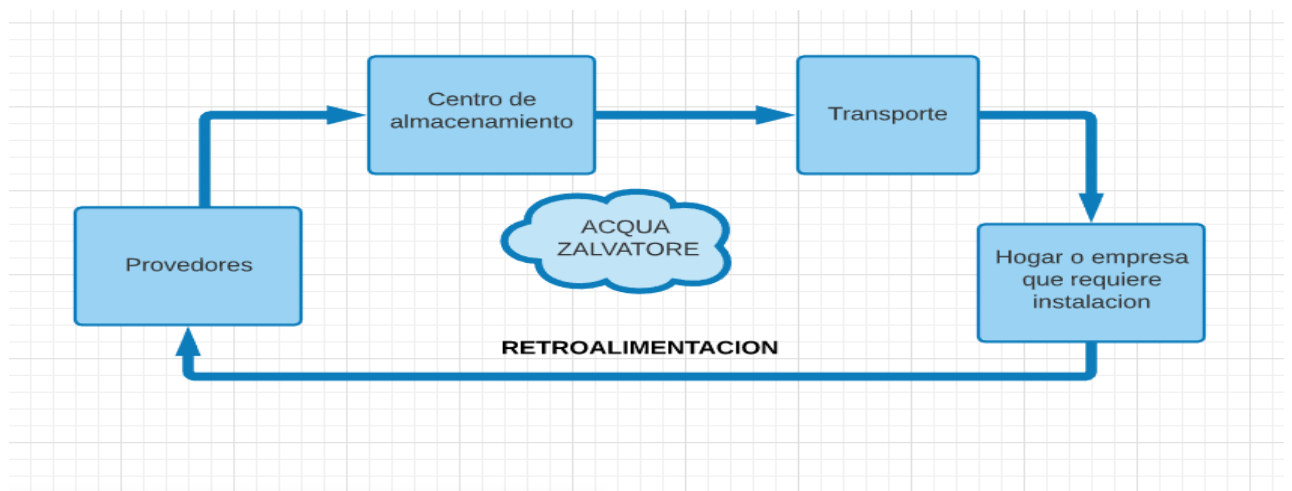 Centro de
almacenamiento
Transporte
ACQUA
ZALVATORE
Provedores
Hogar o empresa
que requiere
instalacion
RETROALIMENTACION